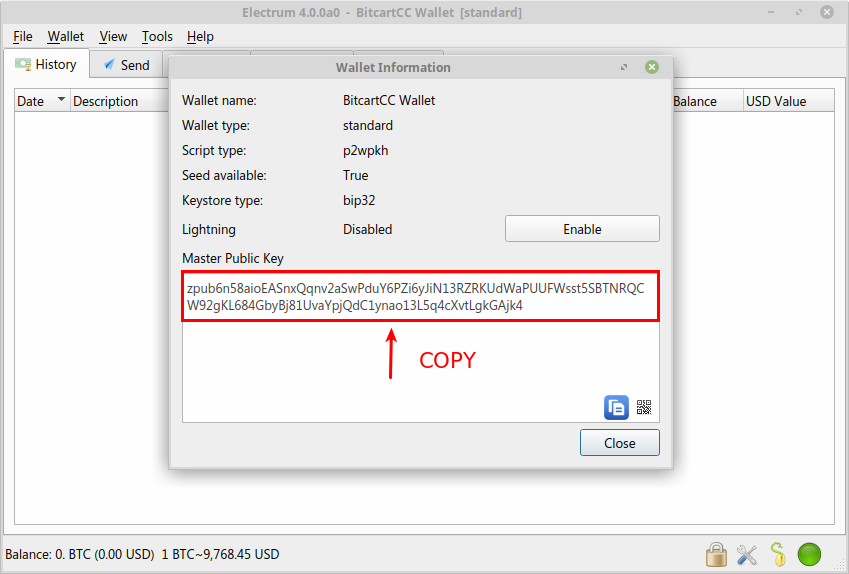 Electrum 4.0.0a0 - BitcartCC Wallet [standard]
File Wallet View Tools Help
History Send
Wallet Information
Date Description Balance USD Value
Wallet name: BitcartCC Wallet
Wallet type: standard
Script type: p2wpkh
Seed available: True
Keystore type: bip32
Lightning Disabled Enable
Master Public Key
zpub6n58aioEASnxQqnv2aSwPduY6PZi6yJiN13RZRKUdWaPUUFWsst5SBTNRQC
W92gKL684GbyBj81UvaYpjQdC1ynao13L5q4cXvtLgkGAjk4
COPY
Close
Balance: 0. BTC (0.00 USD) 1 BTC~9,768.45 USD